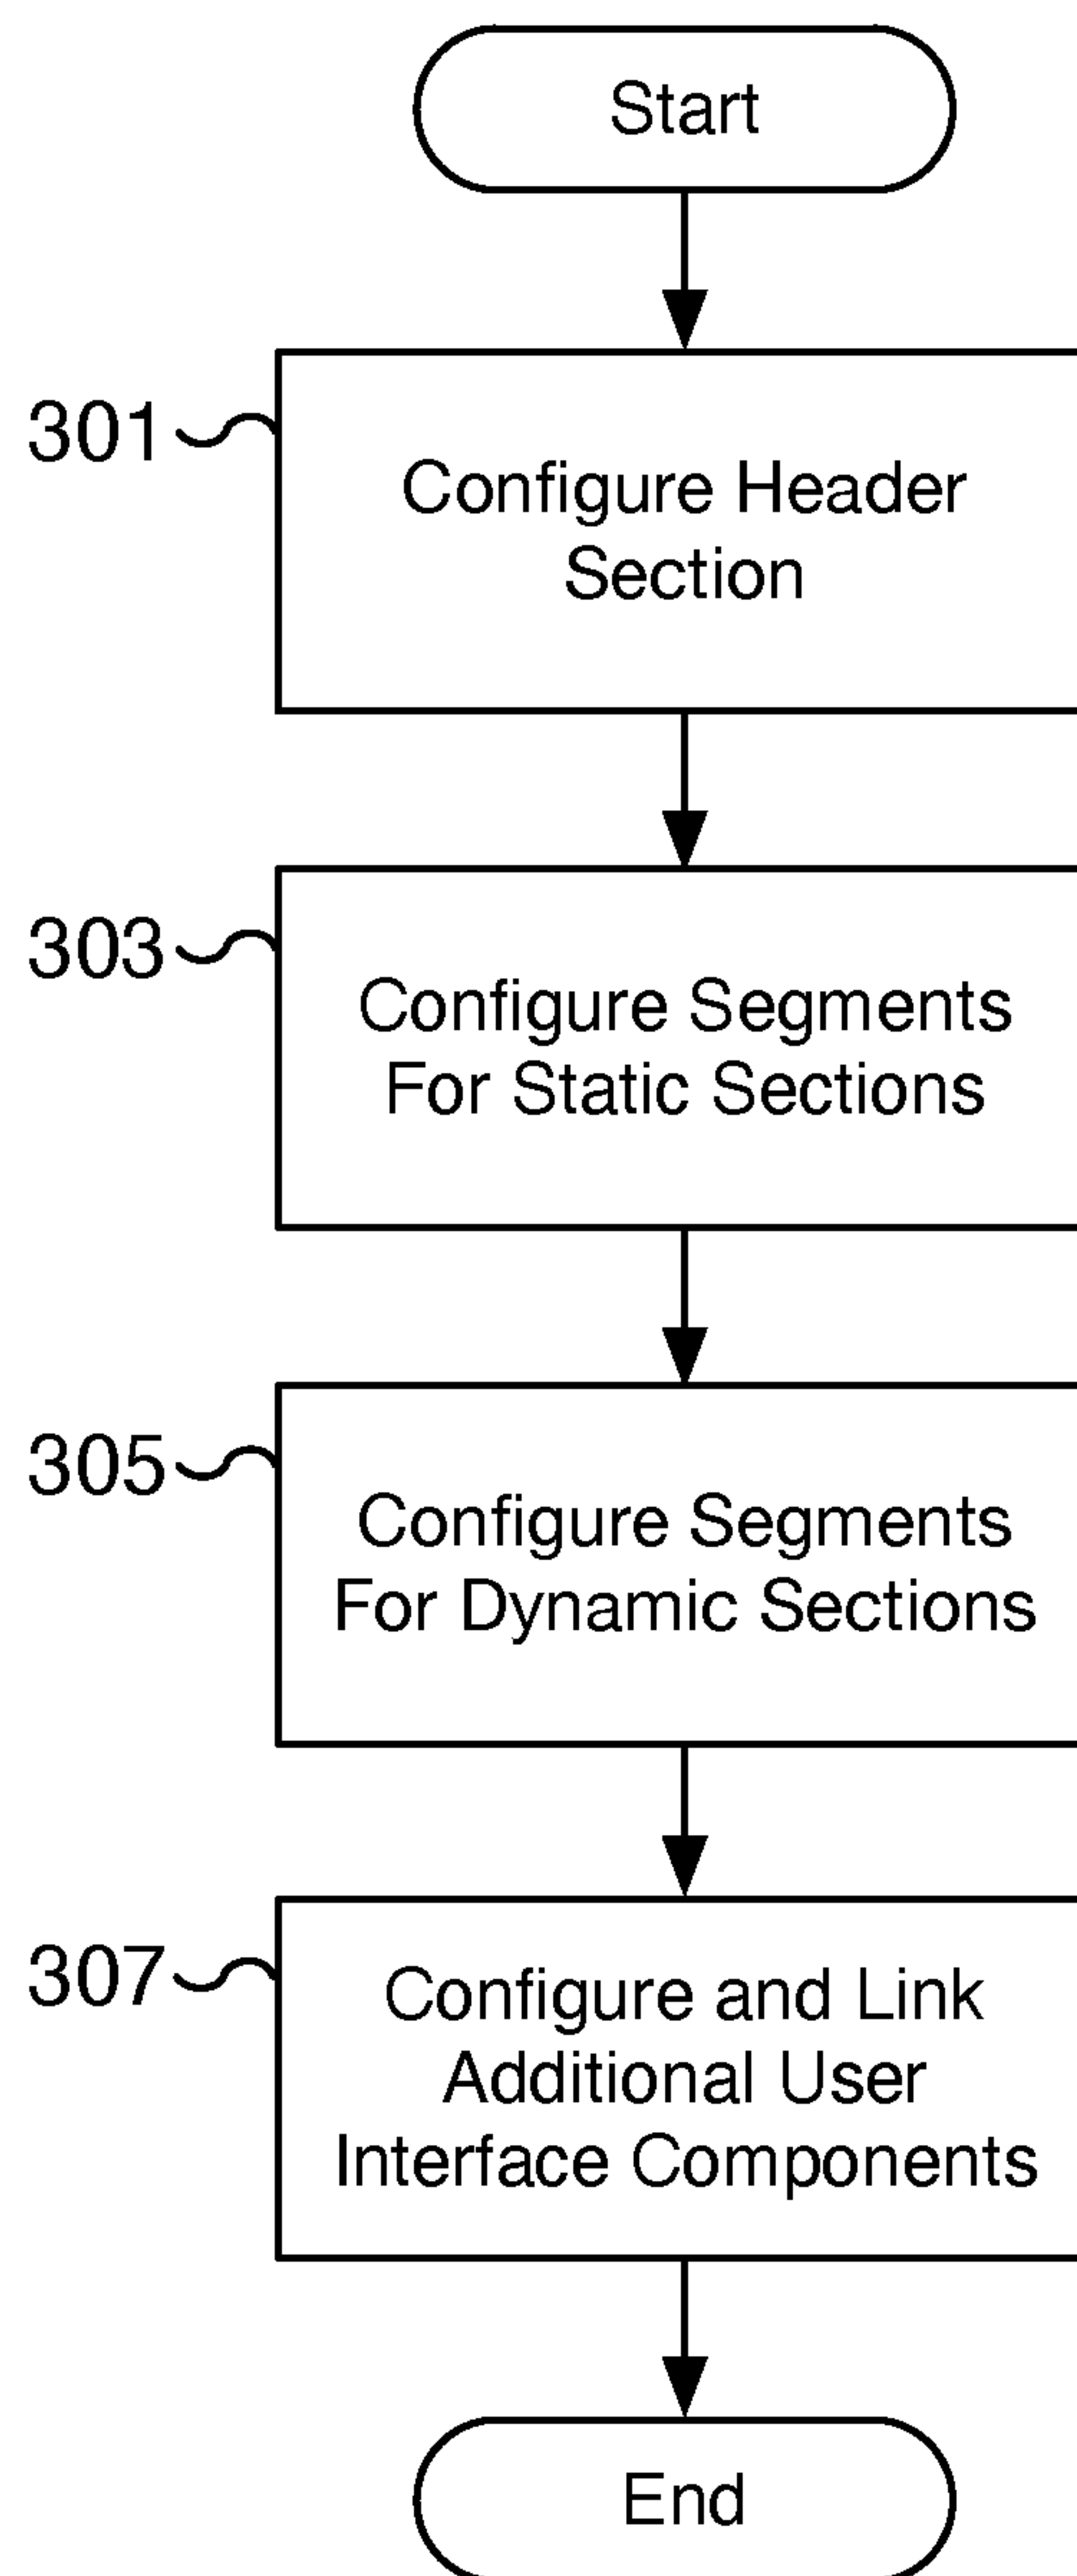 Start
301
Configure Header
Section
303
Configure Segments
For Static Sections
305
Configure Segments
For Dynamic Sections
307
Configure and Link
Additional User
Interface Components
End